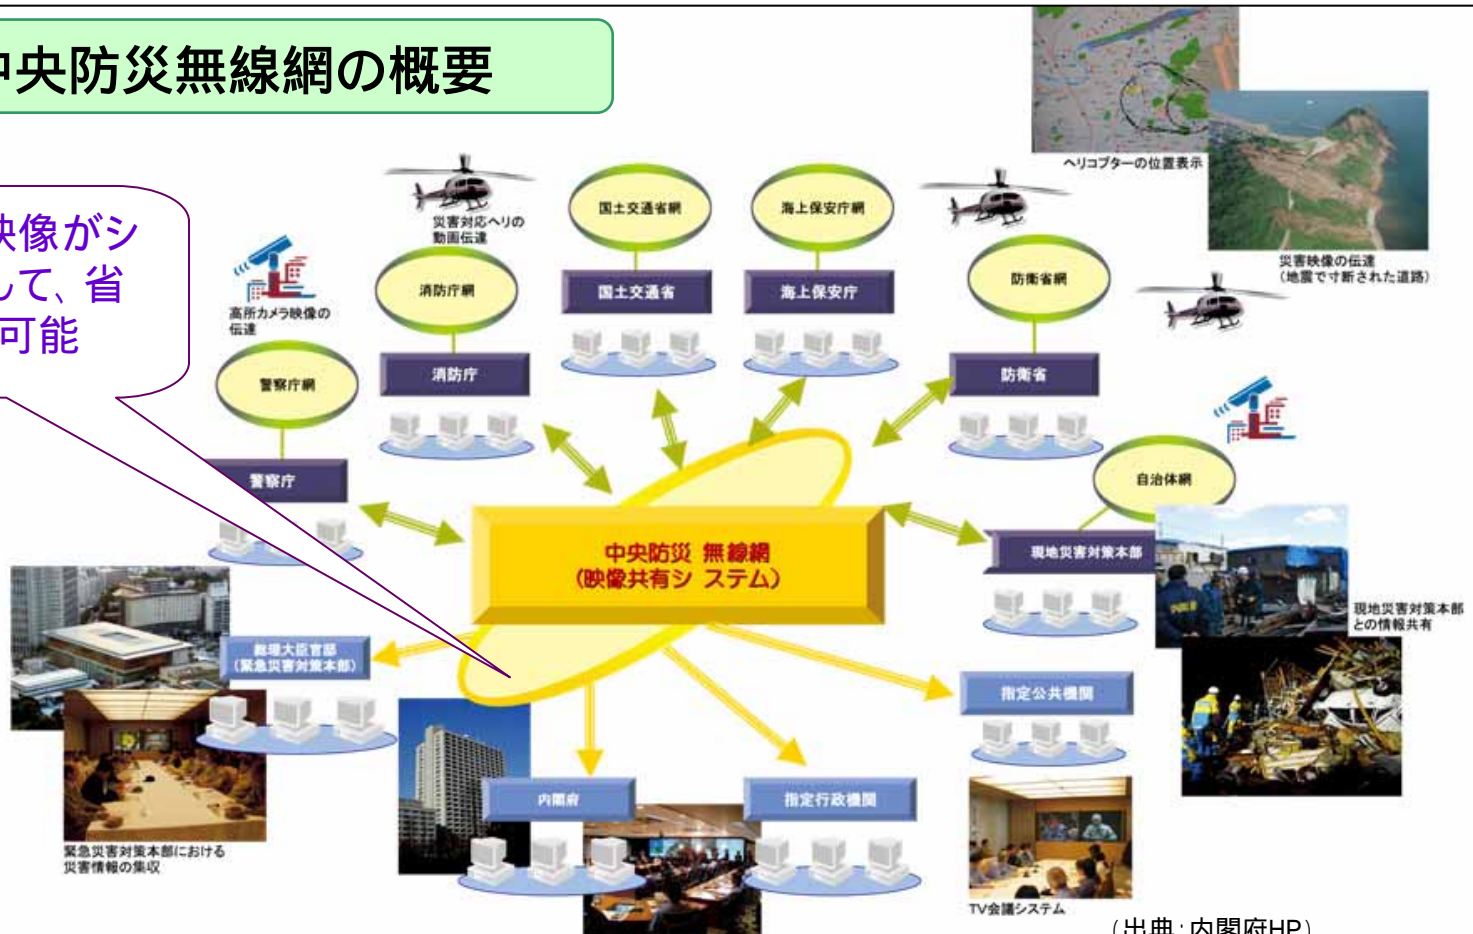 中央防災無線網の概要
映像がシ
して、省
可能
ヘリコプターの位置表示
災害映像の伝達
（地震で寸断された道路）
災害対応ヘリの
動画伝達
国土交通省網
海上保安庁網
消防庁網
防衛省網
高所カメラ映像の
伝達
国土交通省
海上保安庁
警察庁網
消防庁
防衛省
警察庁
自治体網
中央防災 無線網
（映像共有シ ステム）
現地災害対策本部
現地災害対策本部
との情報共有
総理大臣官邸
（緊急災害対策本部）
指定公共機関
内閣府
指定行政機関
緊急災害対策本部における
災害情報の集収
TV会議システム
（出典：内閣府HP）